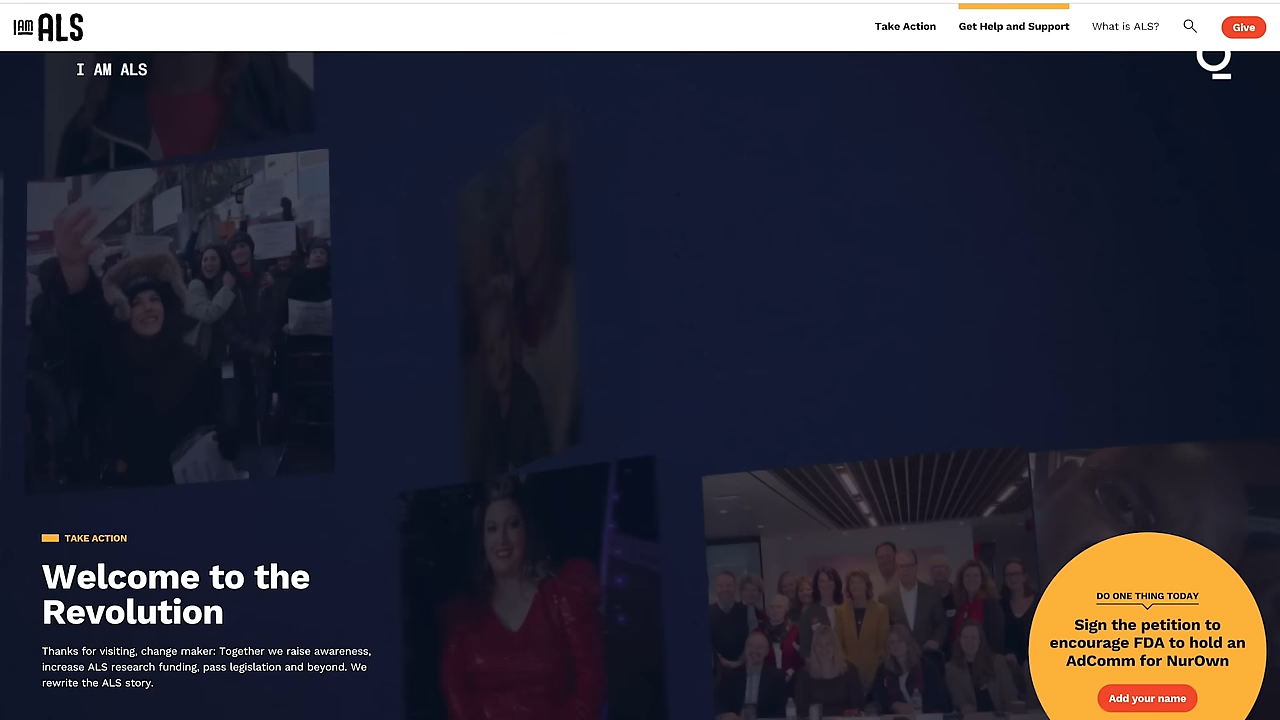 I AM ALS
Take Action
Get Help and Support
What is ALS?
Give
I AM ALS
TAKE ACTION
Welcome to the
Revolution
Thanks for visiting, change maker: Together we raise awareness,
increase ALS research funding, pass legislation and beyond. We
rewrite the ALS story.
DO ONE THING TODAY
Sign the petition to
encourage FDA to hold an
AdComm for NurOwn
Add your name